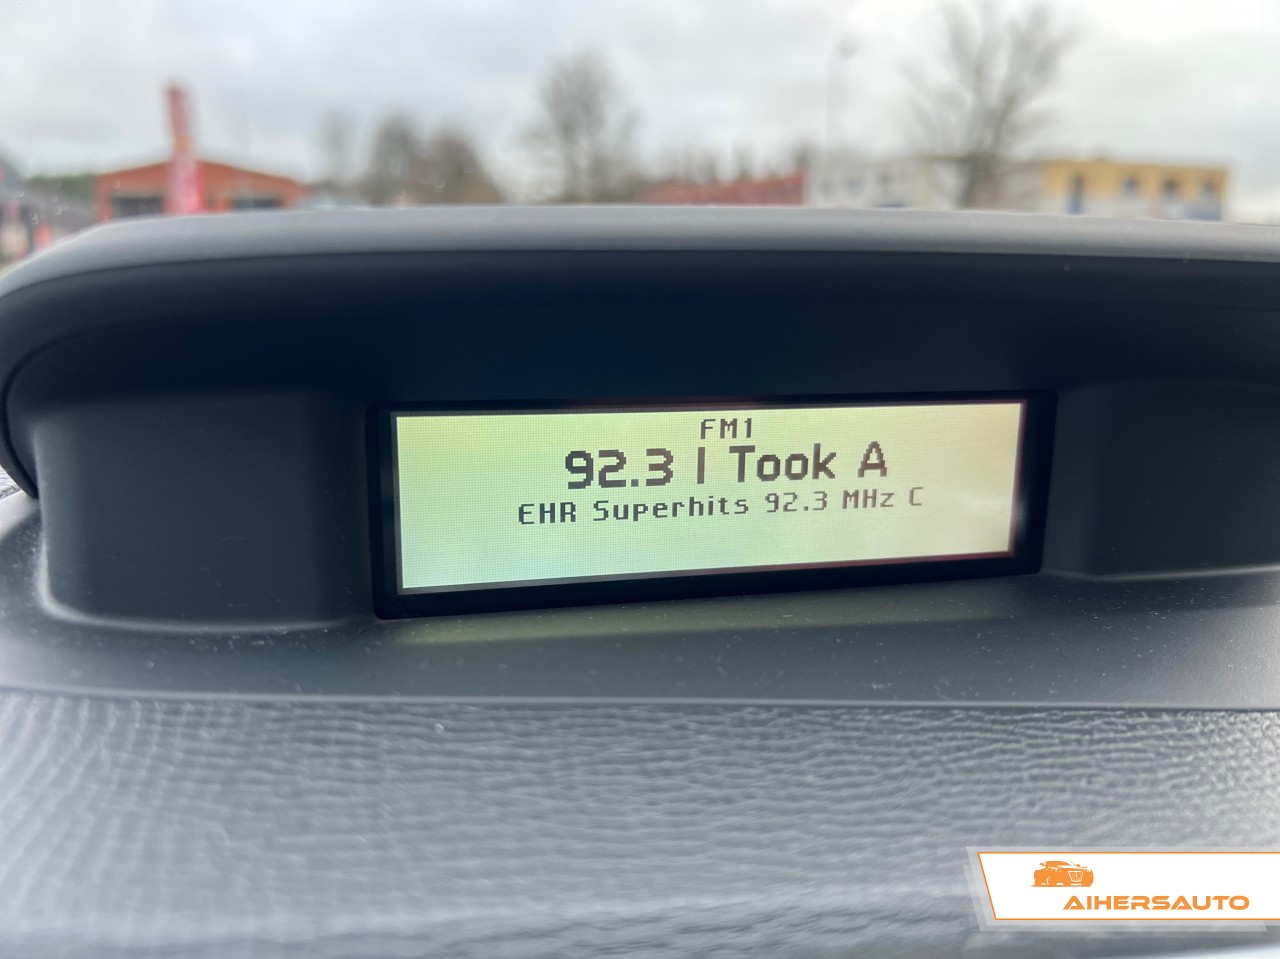 FM1
92.3 | Took A
EHR Superhits 92.3 MHz C
AIHERSAUTO